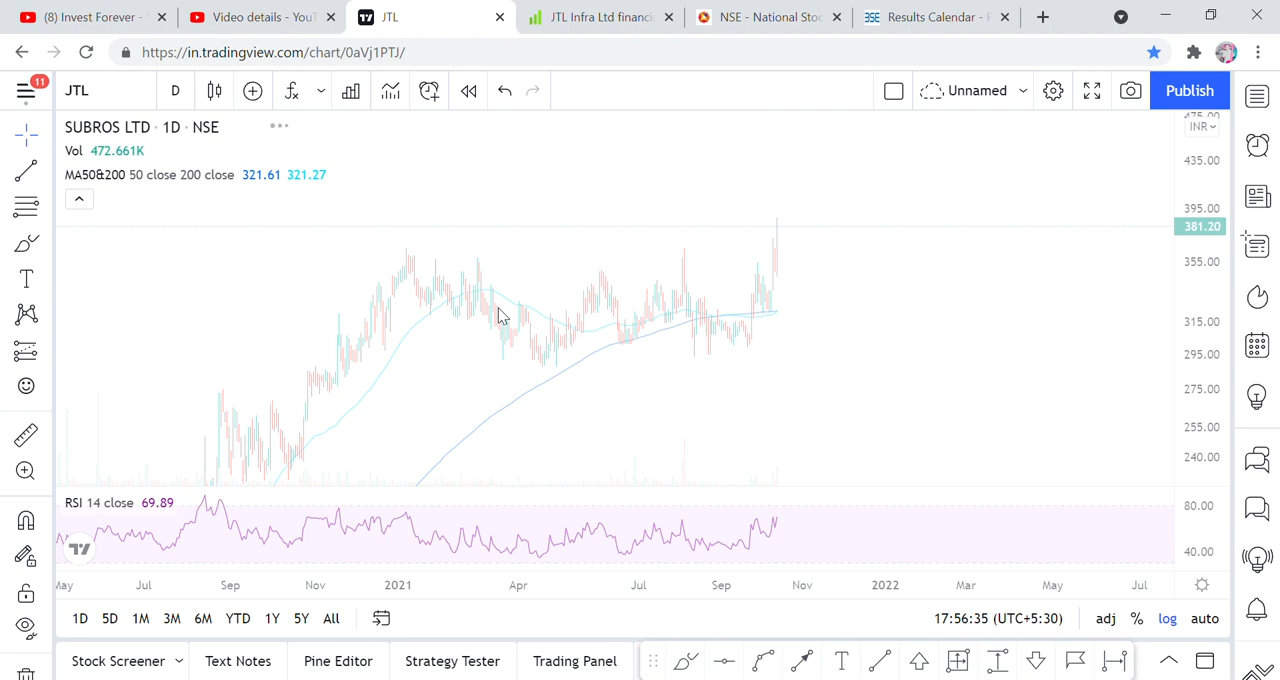 (8) Invest Forever -
Video details - YouT
JTL
JTL Infra Ltd financi
NSE - National Stoc
BSE
Results Calendar -
https://in.tradingview.com/chart/0aVj1PTJ/
11
JTL
D
Unnamed
Publish
SUBROS LTD · 1D · NSE
Vol 472.661K
MA50&200 50 close 200 close 321.61 321.27
475.00
INR
435.00
395.00
381.20
355.00
315.00
295.00
275.00
255.00
240.00
RSI 14 close 69.89
80.00
40.00
May
Jul
Sep
Nov
2021
Apr
Jul
Sep
Nov
2022
Mar
May
Jul
1D 5D 1M 3M 6M YTD 1Y 5Y All
17:56:35 (UTC+5:30)
adj % log auto
Stock Screener
Text Notes
Pine Editor
Strategy Tester
Trading Panel